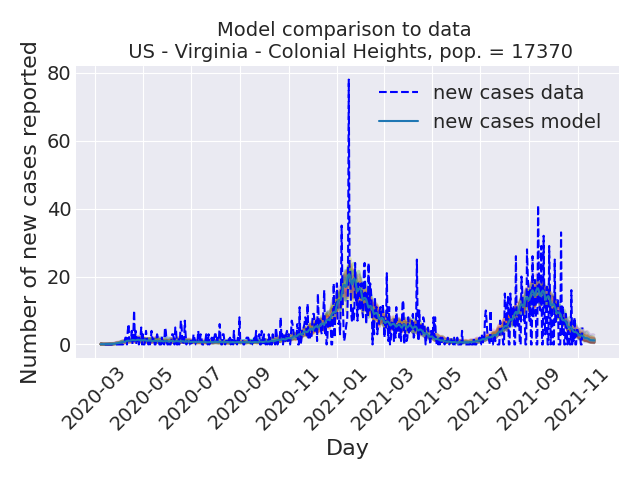 Model comparison to data
US - Virginia - Colonial Heights, pop. = 17370
Number of new cases reported
80
60
40
20
0
new cases data
new cases model
2020-03
2020-05
2020-07
2020-09
2020-11
2021-01
2021-03
2021-05
2021-07
2021-09
2021-11
Day